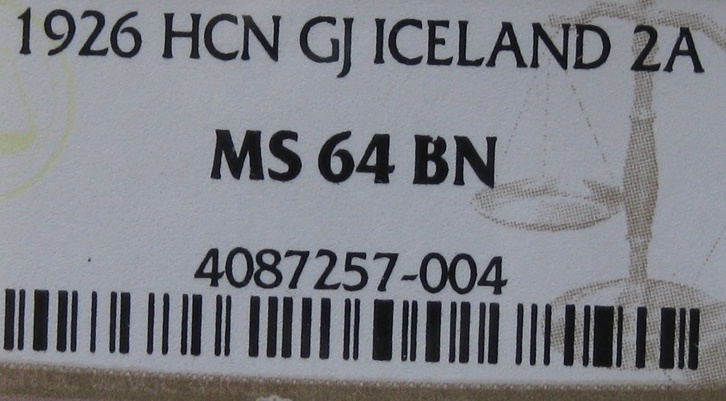 1926 HCN GJ ICELAND 2A
MS 64 BN
4087257-004